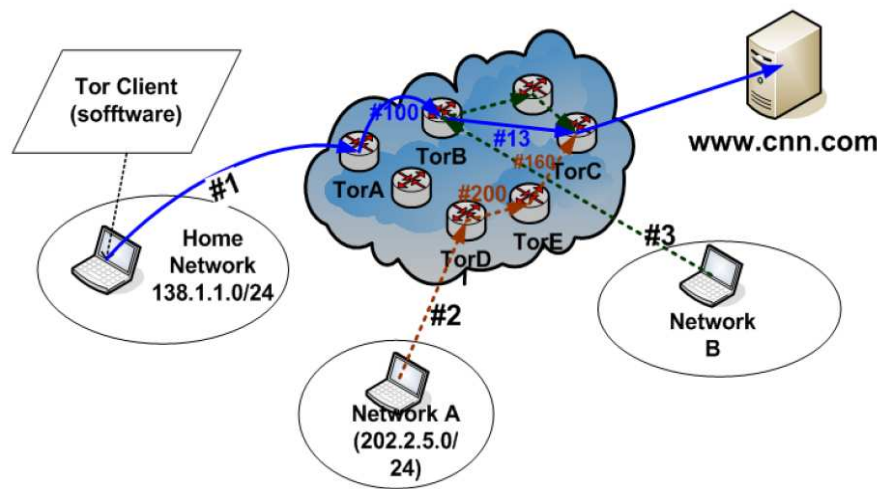 Tor Client
(sofftware)
#100
TorB
#13
www.cnn.com
TorA
#160
TorC
#1
#200
TorE
TorD
Home
Network
138.1.1.0/24
#3
#2
Network
B
Network A
(202.2.5.0/
24)